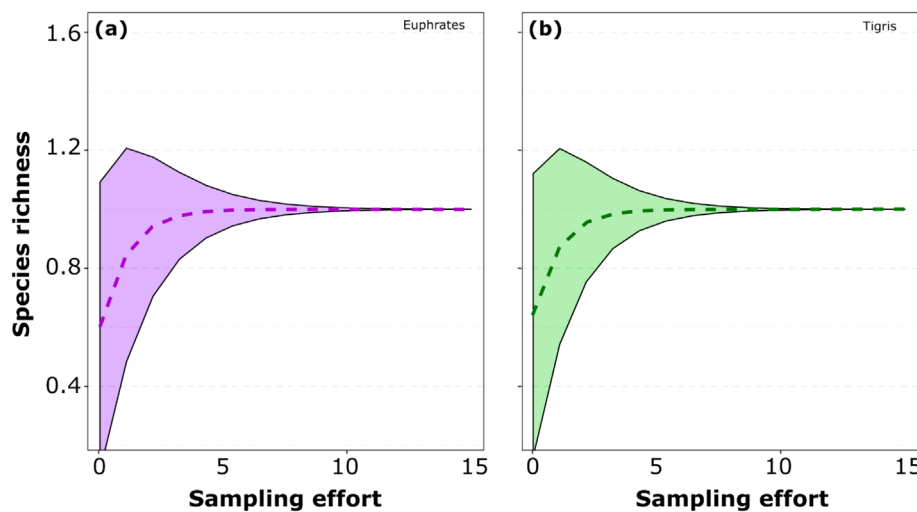 (a)
Euphrates
1.6
1.2
0.8
0.4
Species richness
0 5 10 15
Sampling effort
(b)
Tigris
0 5 10 15
Sampling effort